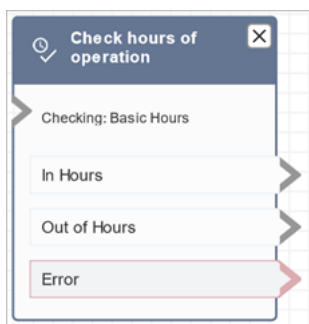 Check hours of
operation
Checking: Basic Hours
In Hours
Out of Hours
Error